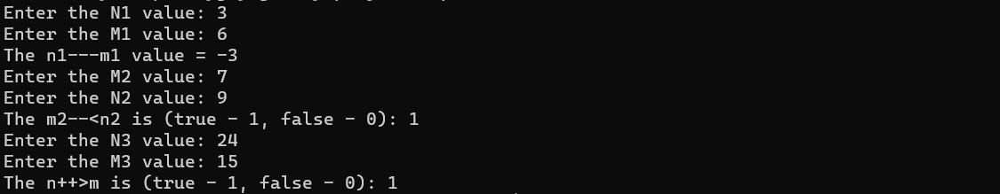 Enter the N1 value: 3
Enter the M1 value: 6
The n1---m1 value = -3
Enter the M2 value: 7
Enter the N2 value: 9
The m2--<n2 is (true - 1, false - 0): 1
Enter the N3 value: 24
Enter the M3 value: 15
The n++>m is (true - 1, false - 0): 1